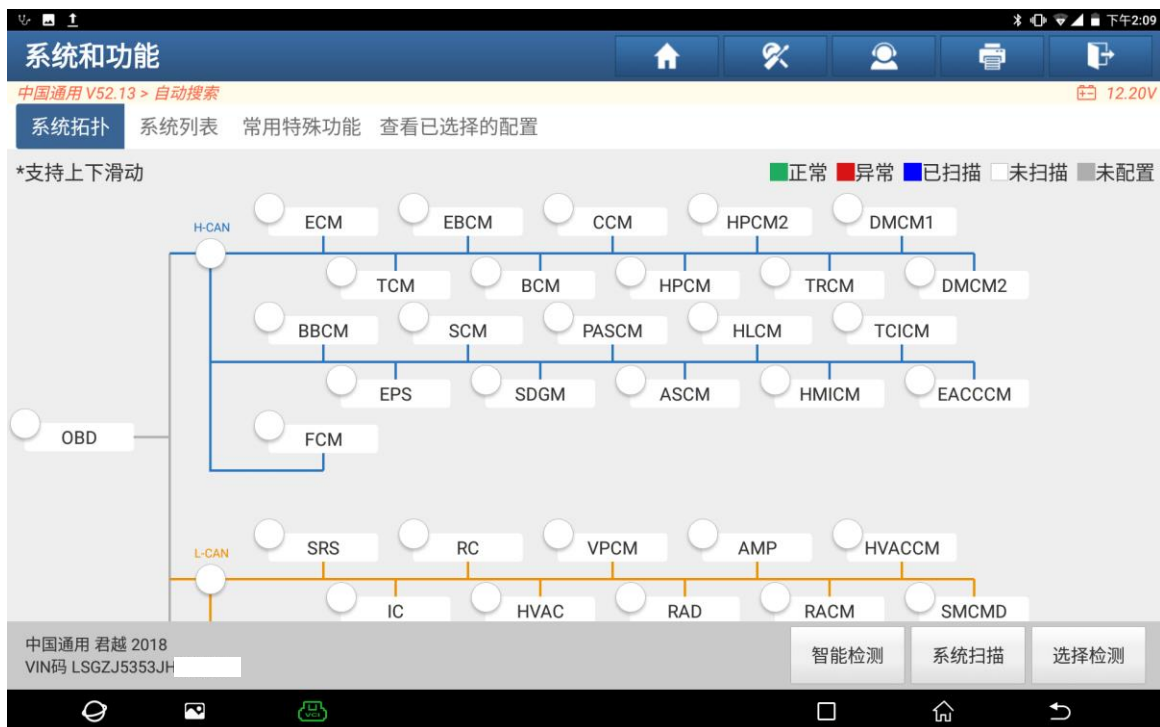 下午2:09
系统和功能
中国通用 V52.13 > 自动搜索
12.20V
系统拓扑 系统列表 常用特殊功能 查看已选择的配置
*支持上下滑动
正常 异常 已扫描 未扫描 未配置
H-CAN
ECM EBCM CCM HPCM2 DMCM1
TCM BCM HPCM TRCM DMCM2
BBCM SCM PASCM HLCM TCICM
EPS SDGM ASCM HMICM EACCCM
OBD
FCM
L-CAN
SRS RC VPCM AMP HVACCM
IC HVAC RAD RACM SMCMD
中国通用 君越 2018
VIN码 LSGZJ5353JH
智能检测 系统扫描 选择检测
VCI